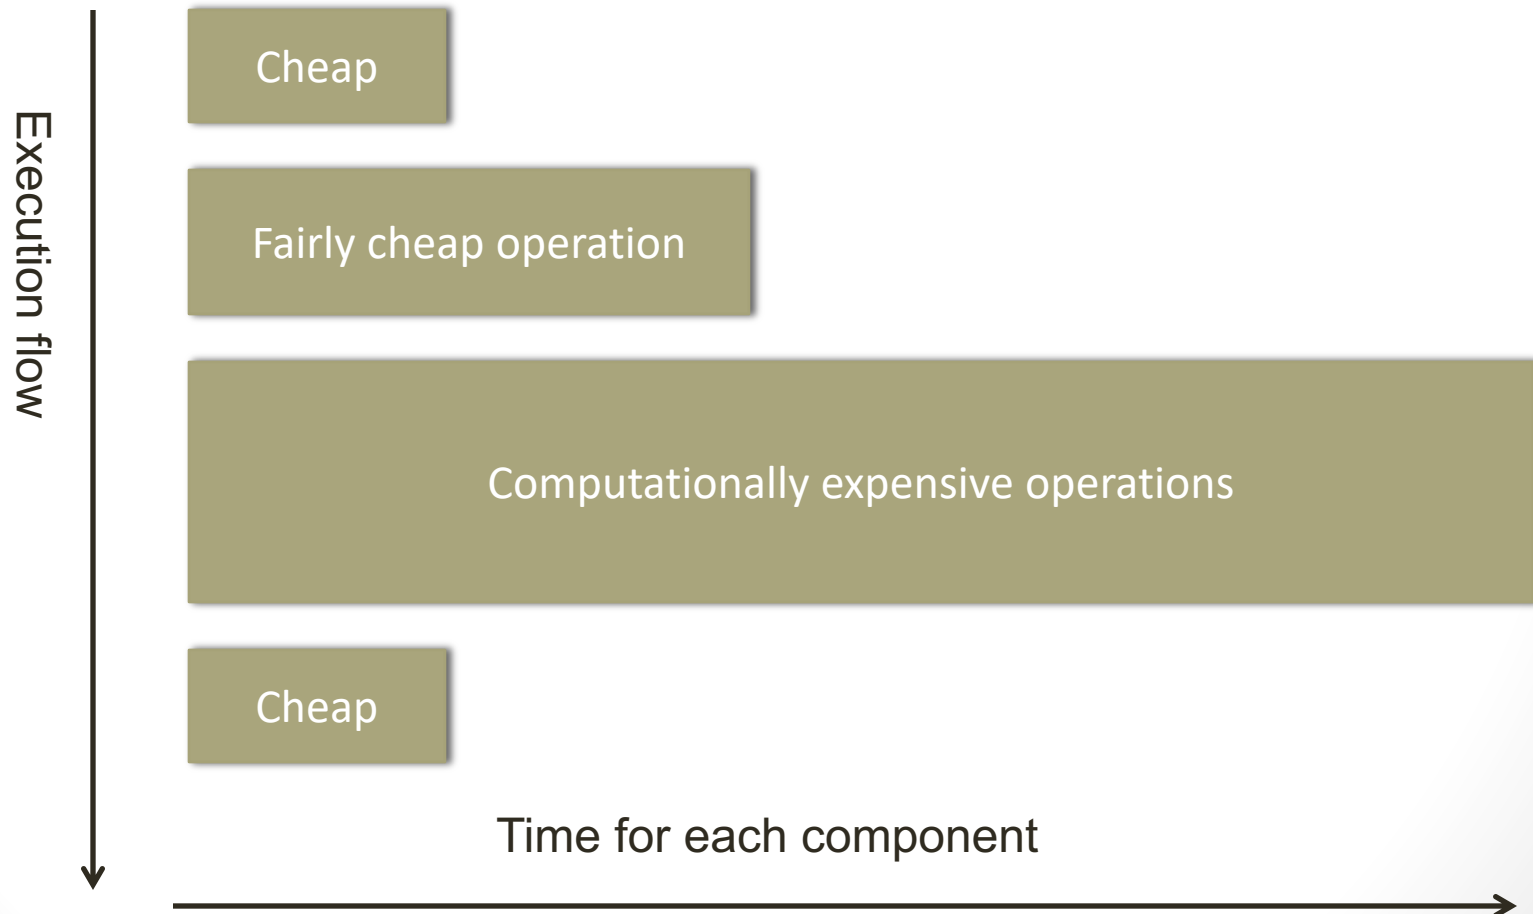 Execution flow
Cheap
Fairly cheap operation
Computationally expensive operations
Cheap
Time for each component